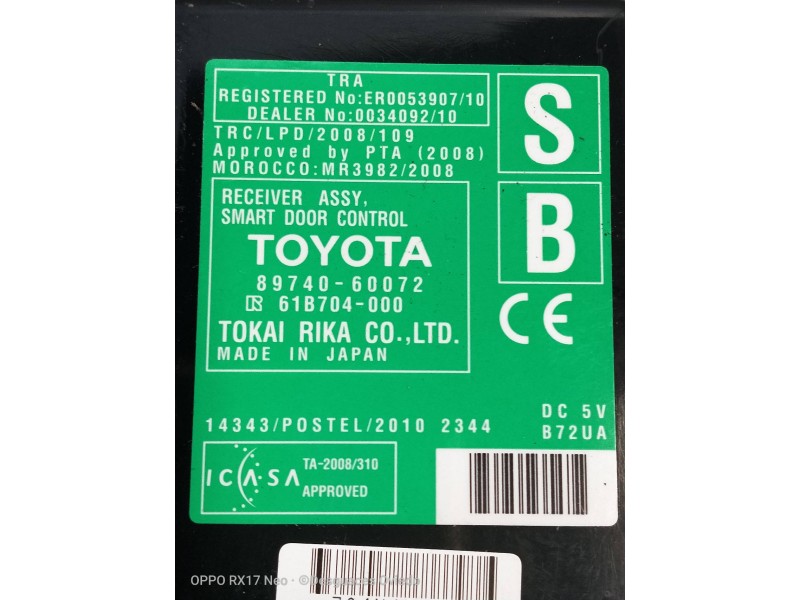 TRA
REGISTERED No:ER0053907/10
DEALER No:0034092/10
TRC/LPD/2008/109
Approved by PTA (2008)
MOROCCO:MR3982/2008
S
B
RECEIVER ASSY,
SMART DOOR CONTROL
TOYOTA
89740-60072
61B704-000
TOKAI RIKA CO.,LTD.
MADE IN JAPAN
CE
14343/POSTEL/2010 2344
DC 5V
B72UA
ICASA
TA-2008/310
APPROVED
OPPO RX17 Neo